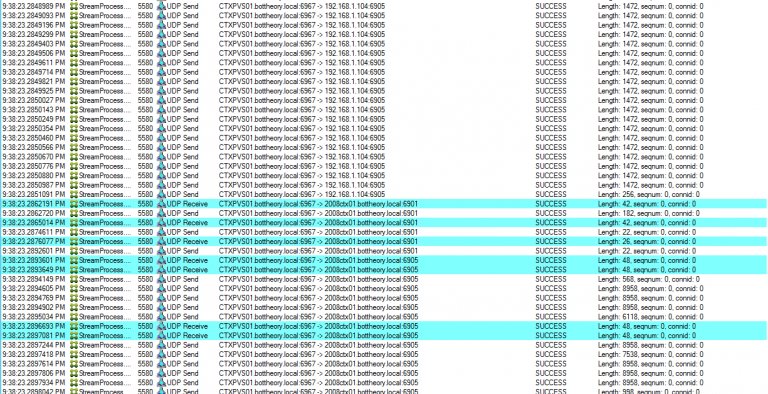 9:38:23.2848989 PM StreamProcess.... 5580 UDP Send CTXPVS01.bottheory.local:6967 -> 192.168.1.104:6905 SUCCESS Length: 1472, seqnum: 0, connid: 0
9:38:23.2849093 PM StreamProcess.... 5580 UDP Send CTXPVS01.bottheory.local:6967 -> 192.168.1.104:6905 SUCCESS Length: 1472, seqnum: 0, connid: 0
9:38:23.2849196 PM StreamProcess.... 5580 UDP Send CTXPVS01.bottheory.local:6967 -> 192.168.1.104:6905 SUCCESS Length: 1472, seqnum: 0, connid: 0
9:38:23.2849299 PM StreamProcess.... 5580 UDP Send CTXPVS01.bottheory.local:6967 -> 192.168.1.104:6905 SUCCESS Length: 1472, seqnum: 0, connid: 0
9:38:23.2849403 PM StreamProcess.... 5580 UDP Send CTXPVS01.bottheory.local:6967 -> 192.168.1.104:6905 SUCCESS Length: 1472, seqnum: 0, connid: 0
9:38:23.2849506 PM StreamProcess.... 5580 UDP Send CTXPVS01.bottheory.local:6967 -> 192.168.1.104:6905 SUCCESS Length: 1472, seqnum: 0, connid: 0
9:38:23.2849611 PM StreamProcess.... 5580 UDP Send CTXPVS01.bottheory.local:6967 -> 192.168.1.104:6905 SUCCESS Length: 1472, seqnum: 0, connid: 0
9:38:23.2849714 PM StreamProcess.... 5580 UDP Send CTXPVS01.bottheory.local:6967 -> 192.168.1.104:6905 SUCCESS Length: 1472, seqnum: 0, connid: 0
9:38:23.2849821 PM StreamProcess.... 5580 UDP Send CTXPVS01.bottheory.local:6967 -> 192.168.1.104:6905 SUCCESS Length: 1472, seqnum: 0, connid: 0
9:38:23.2849925 PM StreamProcess.... 5580 UDP Send CTXPVS01.bottheory.local:6967 -> 192.168.1.104:6905 SUCCESS Length: 1472, seqnum: 0, connid: 0
9:38:23.2850027 PM StreamProcess.... 5580 UDP Send CTXPVS01.bottheory.local:6967 -> 192.168.1.104:6905 SUCCESS Length: 1472, seqnum: 0, connid: 0
9:38:23.2850143 PM StreamProcess.... 5580 UDP Send CTXPVS01.bottheory.local:6967 -> 192.168.1.104:6905 SUCCESS Length: 1472, seqnum: 0, connid: 0
9:38:23.2850249 PM StreamProcess.... 5580 UDP Send CTXPVS01.bottheory.local:6967 -> 192.168.1.104:6905 SUCCESS Length: 1472, seqnum: 0, connid: 0
9:38:23.2850354 PM StreamProcess.... 5580 UDP Send CTXPVS01.bottheory.local:6967 -> 192.168.1.104:6905 SUCCESS Length: 1472, seqnum: 0, connid: 0
9:38:23.2850460 PM StreamProcess.... 5580 UDP Send CTXPVS01.bottheory.local:6967 -> 192.168.1.104:6905 SUCCESS Length: 1472, seqnum: 0, connid: 0
9:38:23.2850566 PM StreamProcess.... 5580 UDP Send CTXPVS01.bottheory.local:6967 -> 192.168.1.104:6905 SUCCESS Length: 1472, seqnum: 0, connid: 0
9:38:23.2850670 PM StreamProcess.... 5580 UDP Send CTXPVS01.bottheory.local:6967 -> 192.168.1.104:6905 SUCCESS Length: 1472, seqnum: 0, connid: 0
9:38:23.2850776 PM StreamProcess.... 5580 UDP Send CTXPVS01.bottheory.local:6967 -> 192.168.1.104:6905 SUCCESS Length: 1472, seqnum: 0, connid: 0
9:38:23.2850880 PM StreamProcess.... 5580 UDP Send CTXPVS01.bottheory.local:6967 -> 192.168.1.104:6905 SUCCESS Length: 1472, seqnum: 0, connid: 0
9:38:23.2850987 PM StreamProcess.... 5580 UDP Send CTXPVS01.bottheory.local:6967 -> 192.168.1.104:6905 SUCCESS Length: 1472, seqnum: 0, connid: 0
9:38:23.2851091 PM StreamProcess.... 5580 UDP Send CTXPVS01.bottheory.local:6967 -> 192.168.1.104:6905 SUCCESS Length: 256, seqnum: 0, connid: 0
9:38:23.2862191 PM StreamProcess.... 5580 UDP Receive CTXPVS01.bottheory.local:6967 -> 2008ctx01.bottheory.local:6901 SUCCESS Length: 42, seqnum: 0, connid: 0
9:38:23.2862720 PM StreamProcess.... 5580 UDP Send CTXPVS01.bottheory.local:6967 -> 2008ctx01.bottheory.local:6901 SUCCESS Length: 182, seqnum: 0, connid: 0
9:38:23.2865014 PM StreamProcess.... 5580 UDP Receive CTXPVS01.bottheory.local:6967 -> 2008ctx01.bottheory.local:6901 SUCCESS Length: 42, seqnum: 0, connid: 0
9:38:23.2874611 PM StreamProcess.... 5580 UDP Send CTXPVS01.bottheory.local:6967 -> 2008ctx01.bottheory.local:6901 SUCCESS Length: 22, seqnum: 0, connid: 0
9:38:23.2876077 PM StreamProcess.... 5580 UDP Receive CTXPVS01.bottheory.local:6967 -> 2008ctx01.bottheory.local:6901 SUCCESS Length: 26, seqnum: 0, connid: 0
9:38:23.2892601 PM StreamProcess.... 5580 UDP Send CTXPVS01.bottheory.local:6967 -> 2008ctx01.bottheory.local:6901 SUCCESS Length: 22, seqnum: 0, connid: 0
9:38:23.2893601 PM StreamProcess.... 5580 UDP Receive CTXPVS01.bottheory.local:6967 -> 2008ctx01.bottheory.local:6905 SUCCESS Length: 48, seqnum: 0, connid: 0
9:38:23.2893649 PM StreamProcess.... 5580 UDP Receive CTXPVS01.bottheory.local:6967 -> 2008ctx01.bottheory.local:6905 SUCCESS Length: 48, seqnum: 0, connid: 0
9:38:23.2894149 PM StreamProcess.... 5580 UDP Send CTXPVS01.bottheory.local:6967 -> 2008ctx01.bottheory.local:6905 SUCCESS Length: 568, seqnum: 0, connid: 0
9:38:23.2894605 PM StreamProcess.... 5580 UDP Send CTXPVS01.bottheory.local:6967 -> 2008ctx01.bottheory.local:6905 SUCCESS Length: 8958, seqnum: 0, connid: 0
9:38:23.2894769 PM StreamProcess.... 5580 UDP Send CTXPVS01.bottheory.local:6967 -> 2008ctx01.bottheory.local:6905 SUCCESS Length: 8958, seqnum: 0, connid: 0
9:38:23.2894902 PM StreamProcess.... 5580 UDP Send CTXPVS01.bottheory.local:6967 -> 2008ctx01.bottheory.local:6905 SUCCESS Length: 8958, seqnum: 0, connid: 0
9:38:23.2895034 PM StreamProcess.... 5580 UDP Send CTXPVS01.bottheory.local:6967 -> 2008ctx01.bottheory.local:6905 SUCCESS Length: 6118, seqnum: 0, connid: 0
9:38:23.2896693 PM StreamProcess.... 5580 UDP Receive CTXPVS01.bottheory.local:6967 -> 2008ctx01.bottheory.local:6905 SUCCESS Length: 48, seqnum: 0, connid: 0
9:38:23.2897081 PM StreamProcess.... 5580 UDP Receive CTXPVS01.bottheory.local:6967 -> 2008ctx01.bottheory.local:6905 SUCCESS Length: 48, seqnum: 0, connid: 0
9:38:23.2897244 PM StreamProcess.... 5580 UDP Send CTXPVS01.bottheory.local:6967 -> 2008ctx01.bottheory.local:6905 SUCCESS Length: 8958, seqnum: 0, connid: 0
9:38:23.2897418 PM StreamProcess.... 5580 UDP Send CTXPVS01.bottheory.local:6967 -> 2008ctx01.bottheory.local:6905 SUCCESS Length: 7538, seqnum: 0, connid: 0
9:38:23.2897614 PM StreamProcess.... 5580 UDP Send CTXPVS01.bottheory.local:6967 -> 2008ctx01.bottheory.local:6905 SUCCESS Length: 8958, seqnum: 0, connid: 0
9:38:23.2897806 PM StreamProcess.... 5580 UDP Send CTXPVS01.bottheory.local:6967 -> 2008ctx01.bottheory.local:6905 SUCCESS Length: 8958, seqnum: 0, connid: 0
9:38:23.2897934 PM StreamProcess.... 5580 UDP Send CTXPVS01.bottheory.local:6967 -> 2008ctx01.bottheory.local:6905 SUCCESS Length: 8958, seqnum: 0, connid: 0
9:38:23.2898042 PM StreamProcess.... 5580 UDP Send CTXPVS01.bottheory.local:6967 -> 2008ctx01.bottheory.local:6905 SUCCESS Length: 998, seqnum: 0, connid: 0